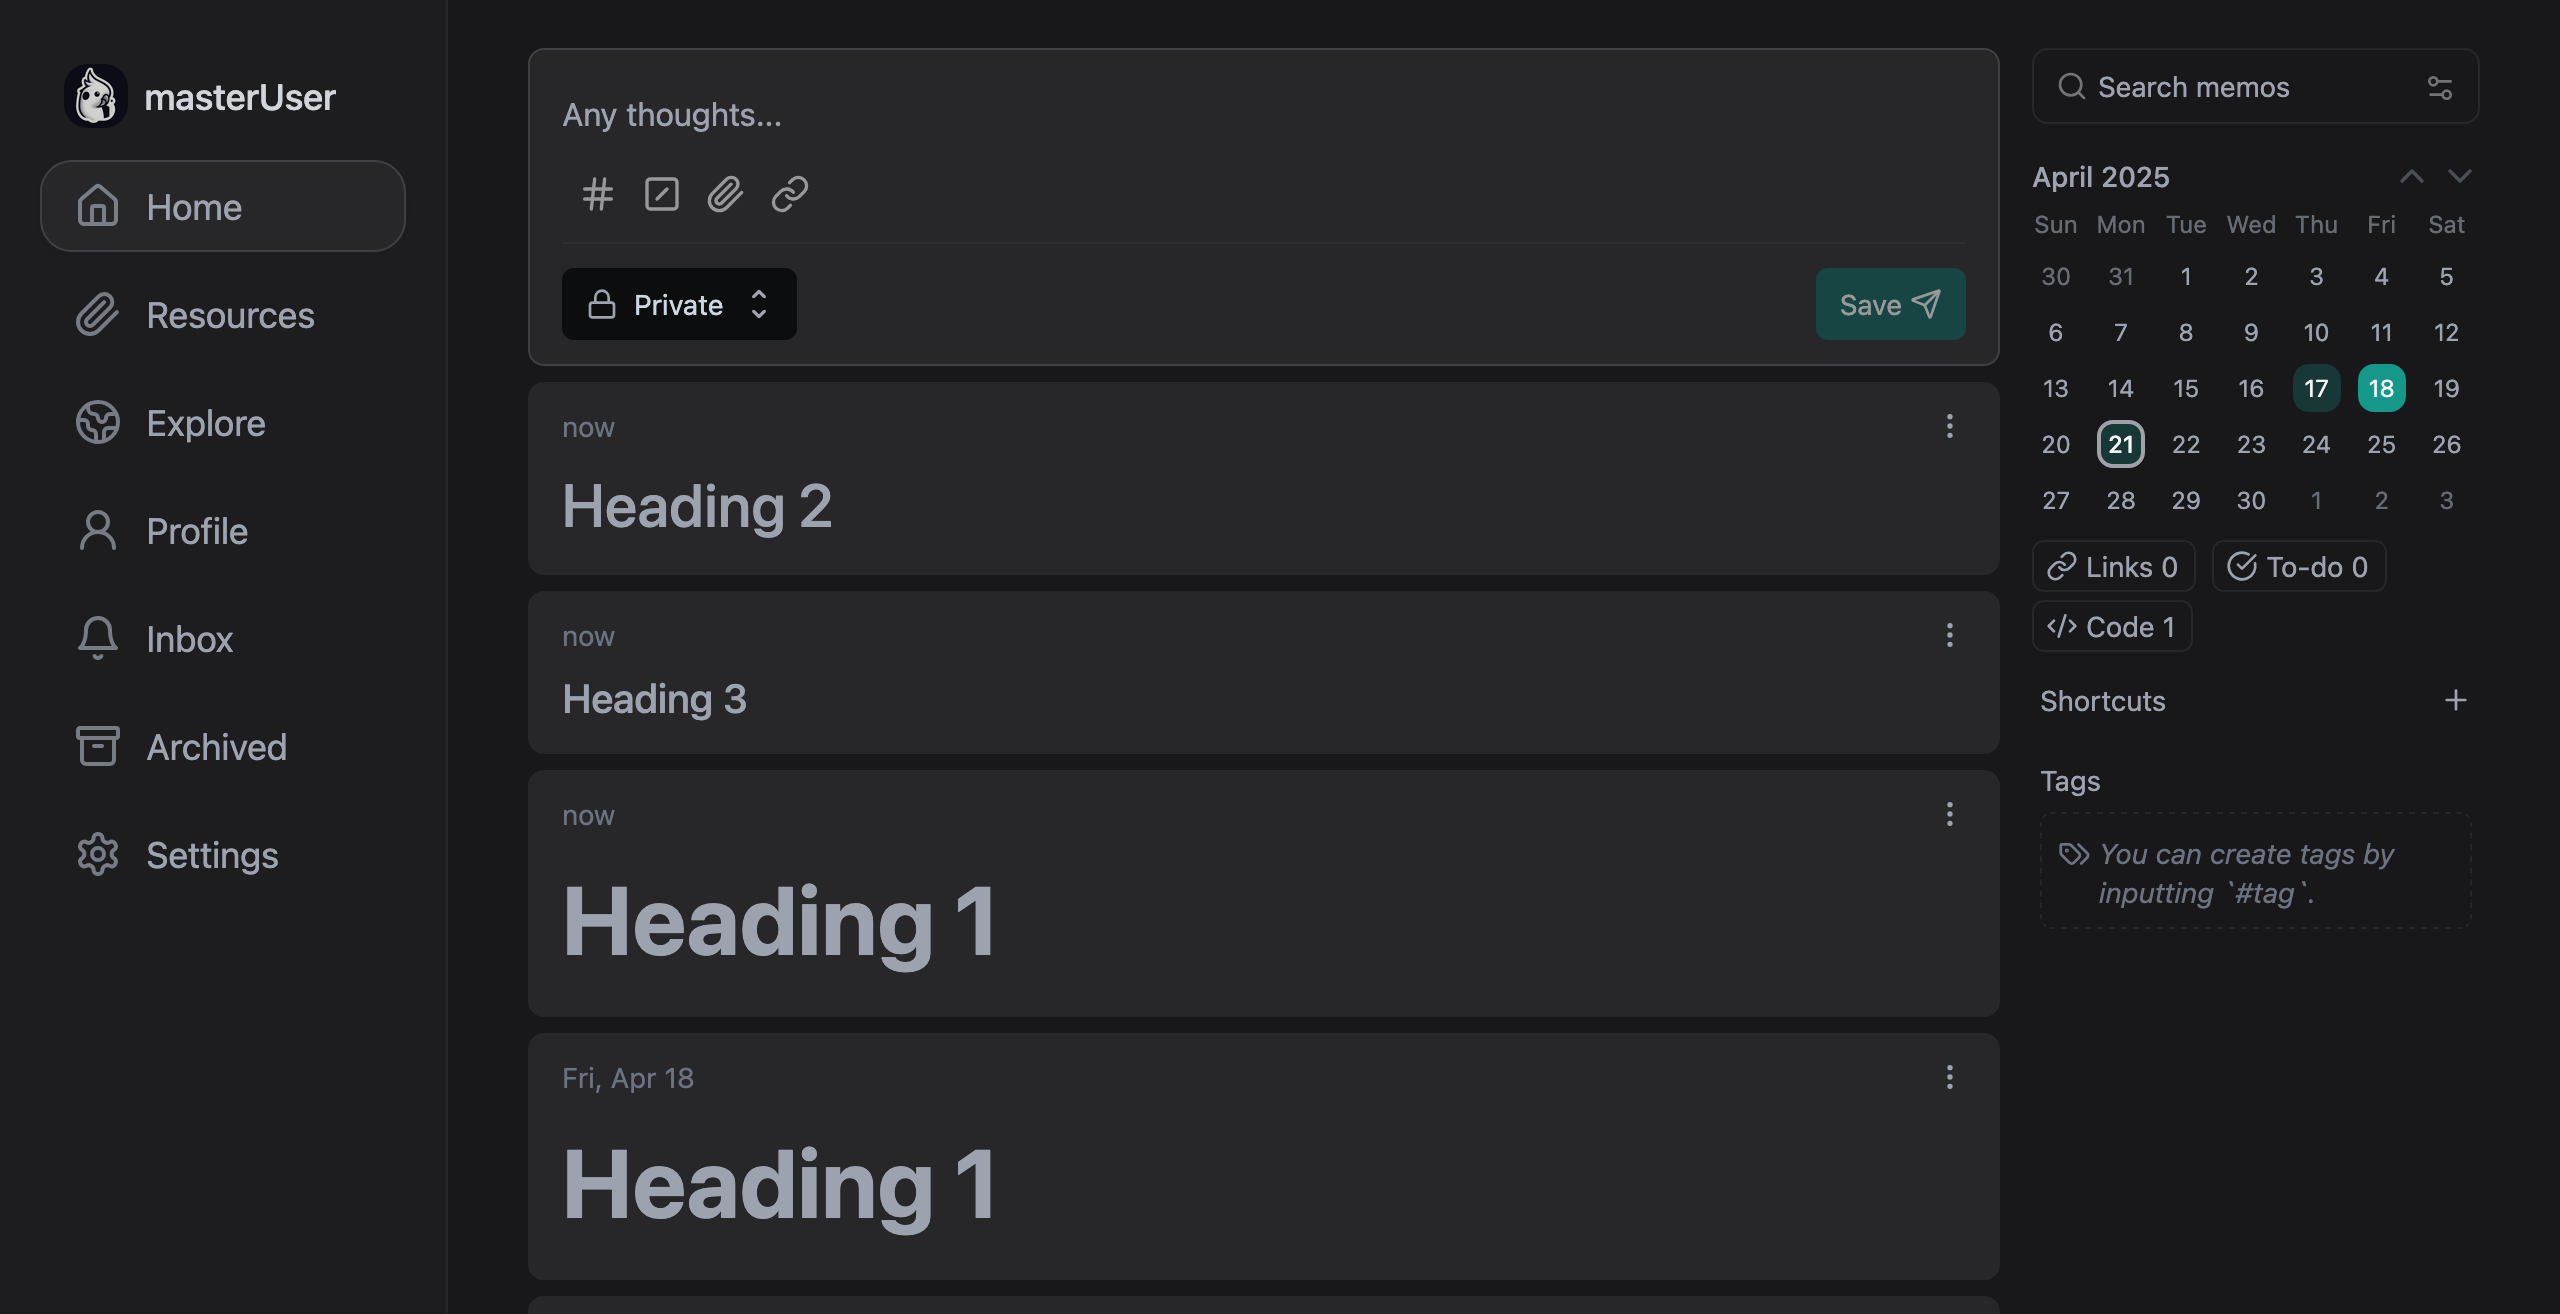 masterUser
Home
Resources
Explore
Profile
Inbox
Archived
Settings
Any thoughts...
Private
Save
now
Heading 2
now
Heading 3
now
Heading 1
Fri, Apr 18
Heading 1
Search memos
April 2025
Sun Mon Tue Wed Thu Fri Sat
30 31 1 2 3 4 5
6 7 8 9 10 11 12
13 14 15 16 17 18 19
20 21 22 23 24 25 26
27 28 29 30 1 2 3
Links 0 To-do 0
Code 1
Shortcuts
Tags
You can create tags by
inputting `#tag`.